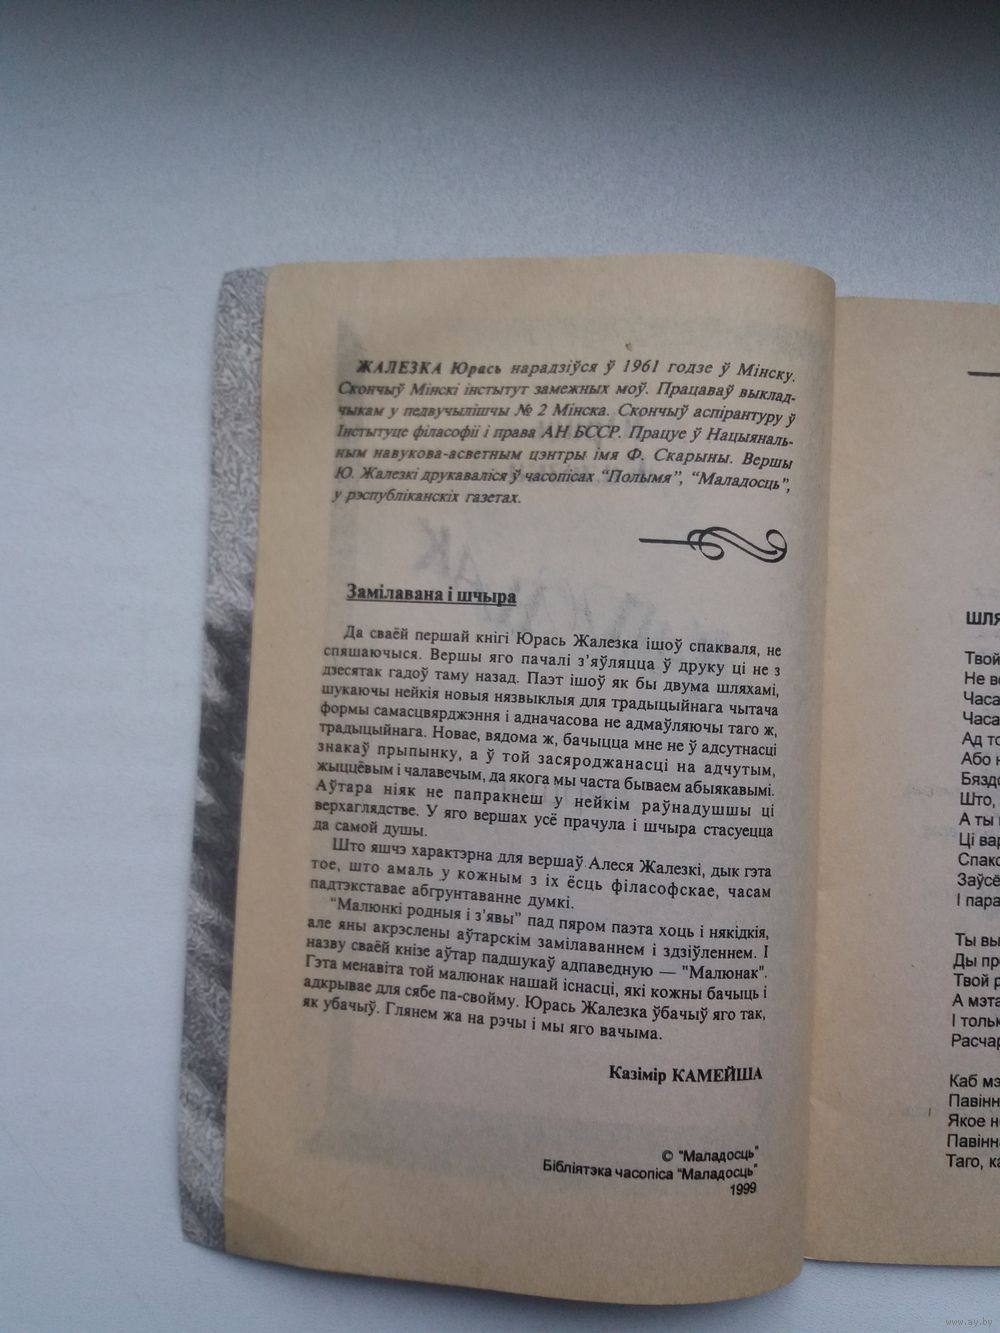 ЖАЛЕЗКА Юрась нарадзіўся ў 1961 годзе ў Мінску.
Скончыў Мінскі інстытут замежных моў. Працаваў выклад-
чыкам у педвучылішчы № 2 Мінска. Скончыў аспірантуру ў
Інстытуце філасофіі і права АН БССР. Працуе ў Нацыяналь-
ным навукова-асветным цэнтры імя Ф. Скарыны. Вершы
Ю. Жалезкі друкаваліся ў часопісах “Полымя”, “Маладосць”,
у рэспубліканскіх газетах.
Замілавана і шчыра
Да сваёй першай кнігі Юрась Жалезка ішоў спакваля, не
спяшаючыся. Вершы яго пачалі з’яўляцца ў друку ці не з
дзесятак гадоў таму назад. Паэт ішоў як бы двума шляхамі,
шукаючы нейкія новыя нязвыклыя для традыцыйнага чытача
формы самасцвярджэння і адначасова не адмаўляючы таго ж,
традыцыйнага. Новае, вядома ж, бачыцца мне не ў адсутнасці
знакаў прыпынку, а ў той засяроджанасці на адчутым,
жыццёвым і чалавечым, да якога мы часта бываем абыякавымі.
Аўтара ніяк не папракнеш у нейкім раўнадушшы ці
верхаглядстве. У яго вершах усё прачула і шчыра стасуецца
да самой душы.
Што яшчэ характэрна для вершаў Алеся Жалезкі, дык гэта
тое, што амаль у кожным з іх ёсць філасофскае, часам
падтэкставае абгрунтаванне думкі.
“Малюнкі родныя і з’явы” пад пяром паэта хоць і някідкія,
але яны акрэслены аўтарскім замілаваннем і здзіўленнем. І
назву сваёй кнізе аўтар падшукаў адпаведную — "Малюнак".
Гэта менавіта той малюнак нашай існасці, які кожны бачыць і
адкрывае для сябе па-свойму. Юрась Жалезка ўбачыў яго так,
як убачыў. Глянем жа на рэчы і мы яго вачыма.
Казімір КАМЕЙША
© "Маладосць"
Бібліятэка часопіса "Маладосць"
1999
ШЛЯ
Твой
Не ве
Часа
Часа
Ад то
Або н
Бяздо
Што,
А ты
Ці вар
Спако
Заўсё
І пара
Ты вы
Ды пр
Твой р
А мэта
І тольк
Расчар
Каб мэ
Павінн
Якое н
Павінн
Таго, ка
www.ay.by